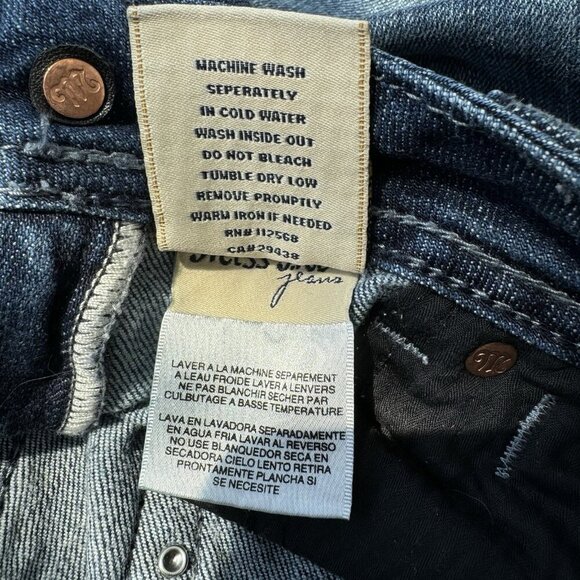 MACHINE WASH
SEPERATELY
IN COLD WATER
WASH INSIDE OUT
DO NOT BLEACH
TUMBLE DRY LOW
REMOVE PROMPTLY
WARM IRON IF NEEDED
RN# 112568
CA# 29438
jeans
LAVER A LA MACHINE SEPAREMENT
A LEAU FROIDE LAVER A LENVERS
NE PAS BLANCHIR SECHER PAR
CULBUTAGE A BASSE TEMPERATURE
LAVA EN LAVADORA SEPARADAMENTE
EN AGUA FRIA LAVAR AL REVERSO
NO USE BLANQUEDOR SECA EN
SECADORA CIELO LENTO RETIRA
PRONTAMENTE PLANCHA SI
SE NECESITE